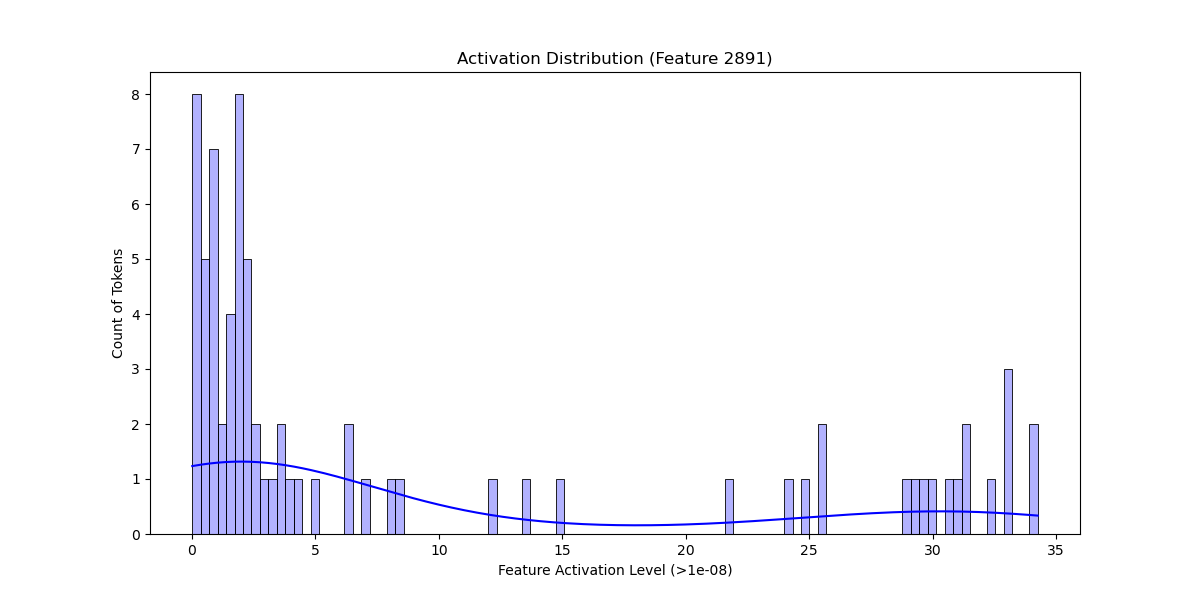 Activation Distribution (Feature 2891)
Count of Tokens
8
7
6
5
4
3
2
1
0
0 5 10 15 20 25 30 35
Feature Activation Level (>1e-08)